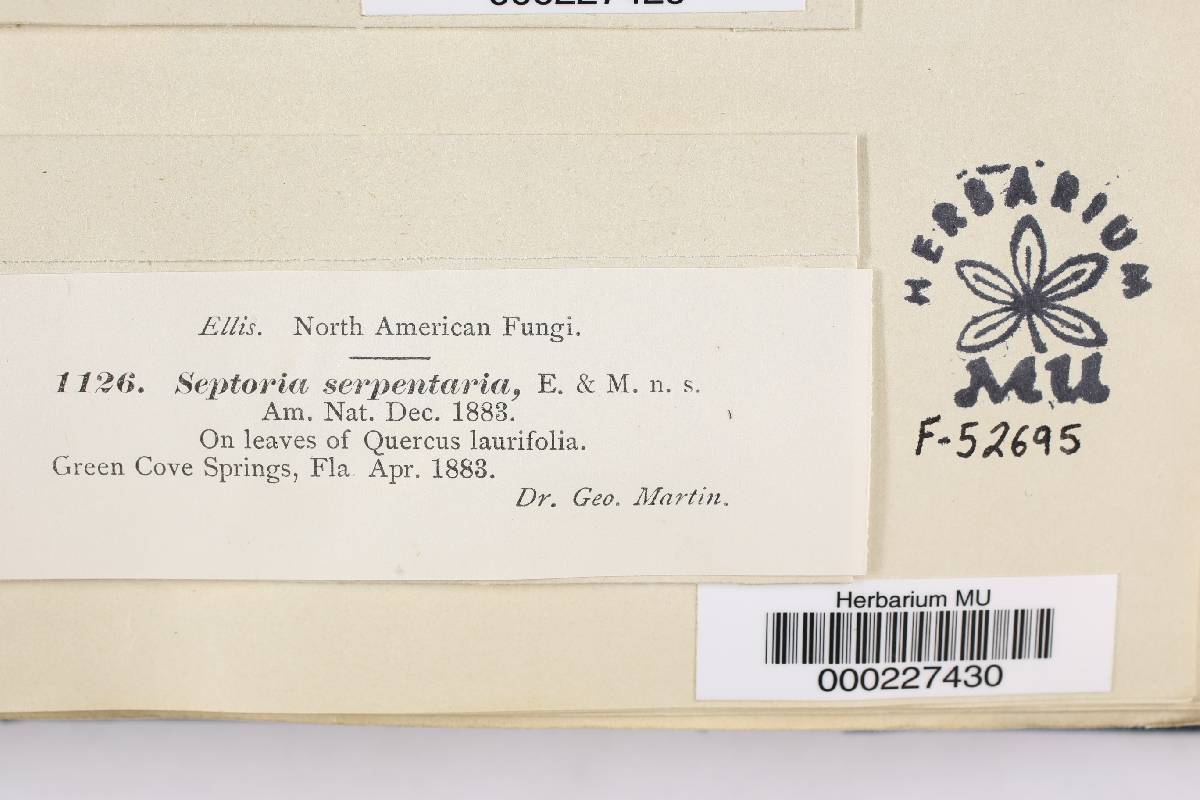 Ellis. North American Fungi.
1126. Septoria serpentaria, E. & M. n. s.
Am. Nat. Dec. 1883.
On leaves of Quercus laurifolia.
Green Cove Springs, Fla Apr. 1883.
Dr. Geo. Martin.
HERBARIUM
MU
F-52695
Herbarium MU
000227430